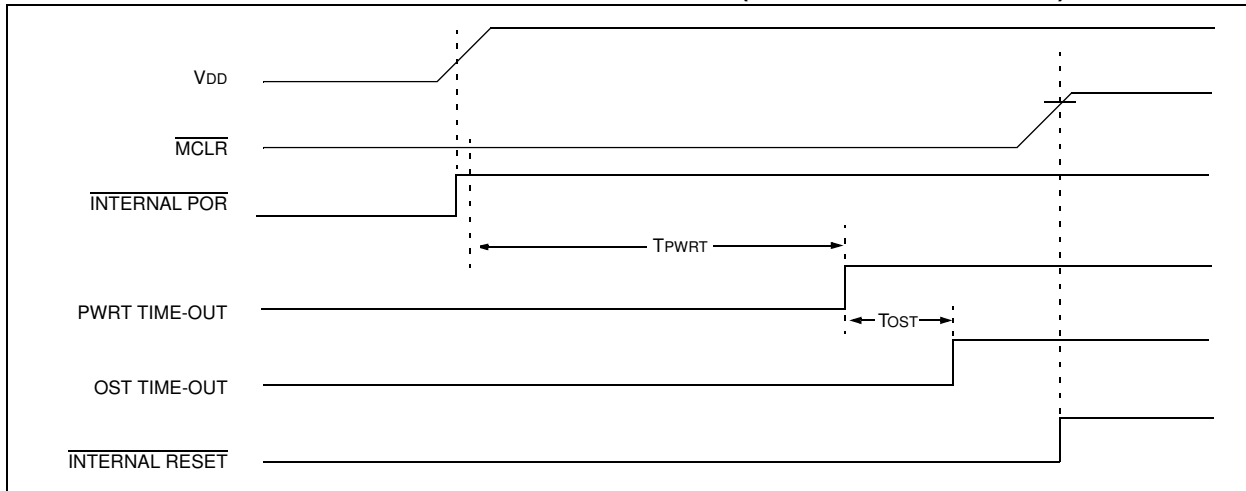 VDD
MCLR
INTERNAL POR
TPWRT
PWRT TIME-OUT
TOST
OST TIME-OUT
INTERNAL RESET